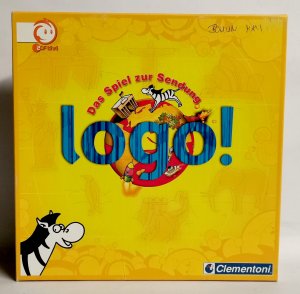 Das Spiel zur Sendung
logo!
Clementoni